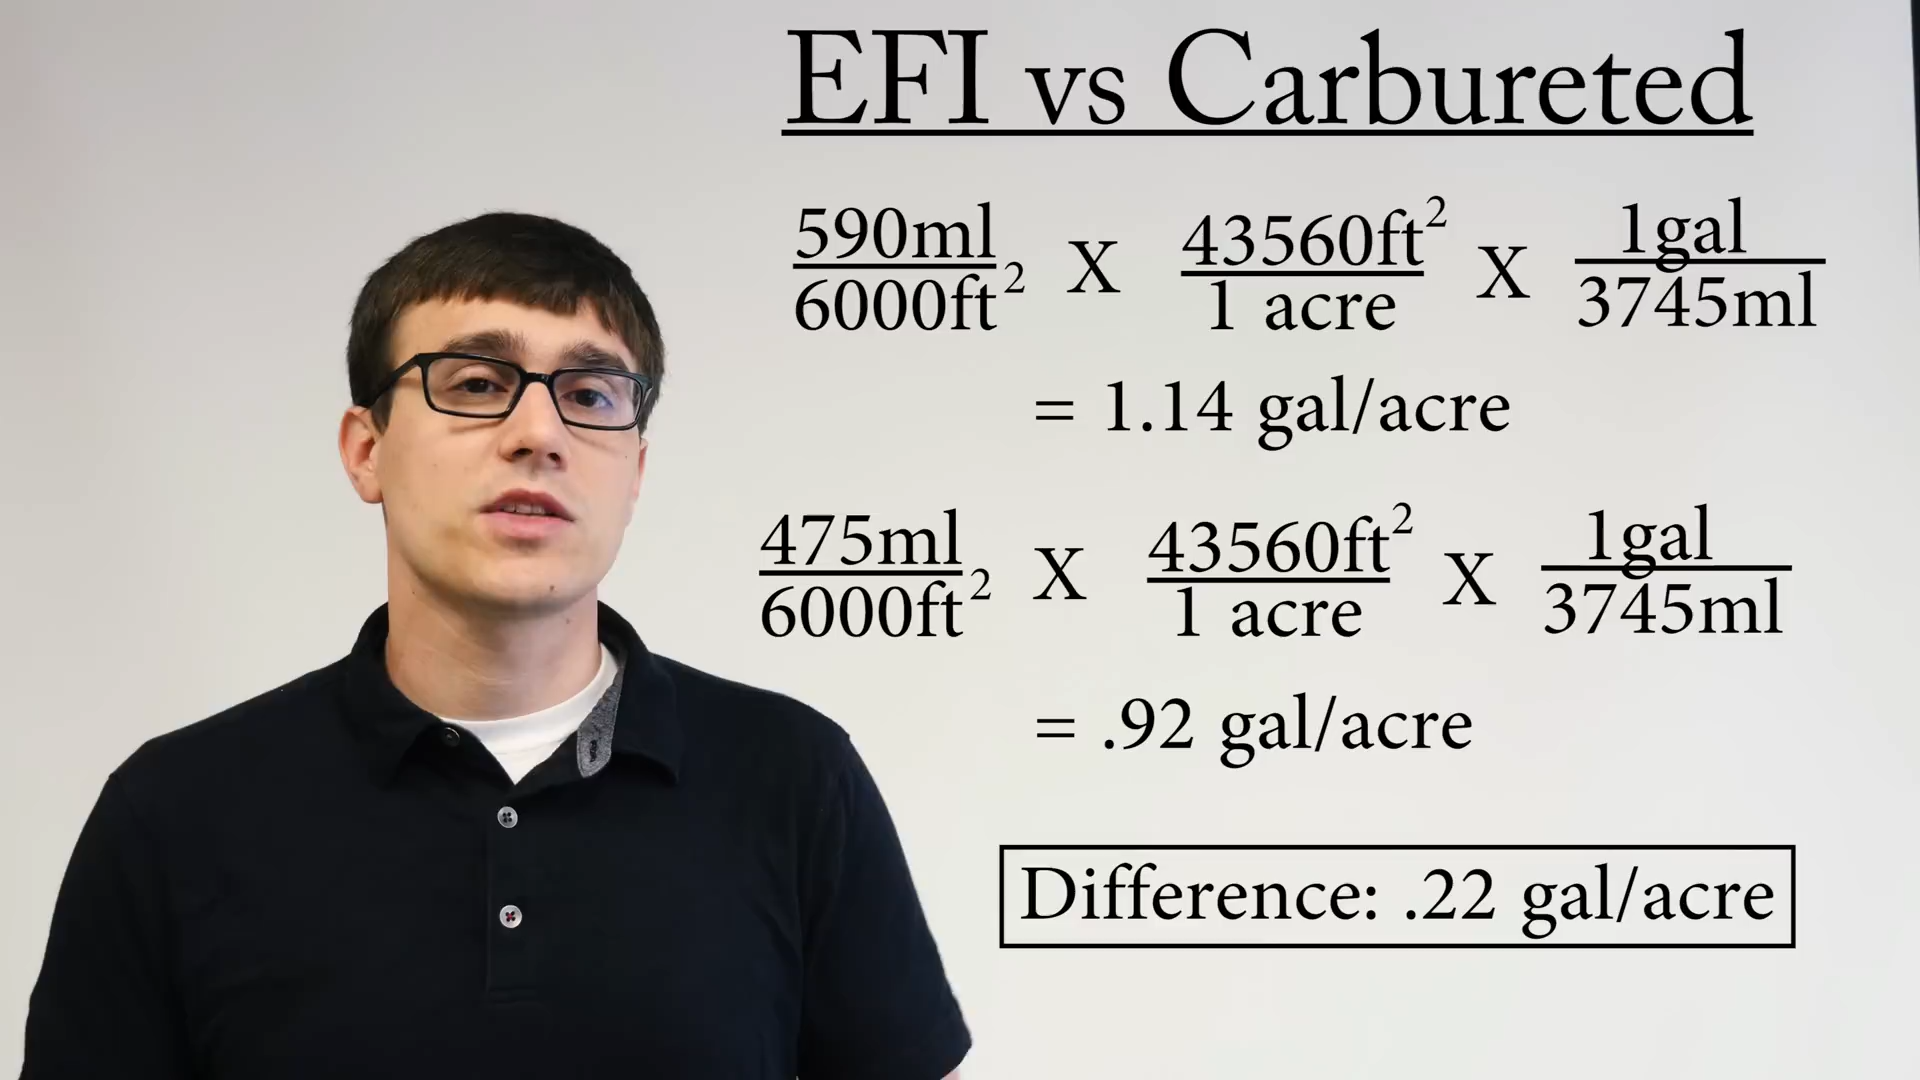 EFI vs Carbureted
590ml X 43560ft² X 1gal
6000ft² 1 acre 3745ml
= 1.14 gal/acre
475ml X 43560ft² X 1gal
6000ft² 1 acre 3745ml
= .92 gal/acre
Difference: .22 gal/acre